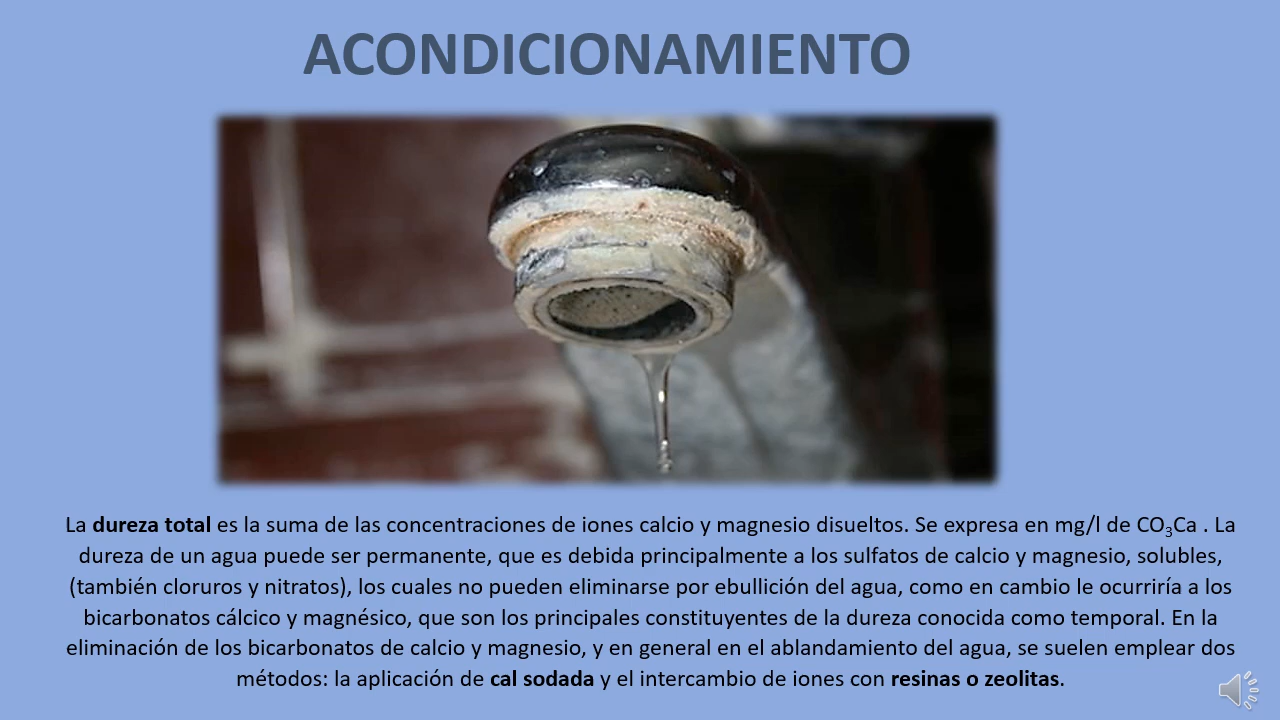 ACONDICIONAMIENTO
La dureza total es la suma de las concentraciones de iones calcio y magnesio disueltos. Se expresa en mg/l de CO₃Ca . La
dureza de un agua puede ser permanente, que es debida principalmente a los sulfatos de calcio y magnesio, solubles,
(también cloruros y nitratos), los cuales no pueden eliminarse por ebullición del agua, como en cambio le ocurriría a los
bicarbonatos cálcico y magnésico, que son los principales constituyentes de la dureza conocida como temporal. En la
eliminación de los bicarbonatos de calcio y magnesio, y en general en el ablandamiento del agua, se suelen emplear dos
métodos: la aplicación de cal sodada y el intercambio de iones con resinas o zeolitas.